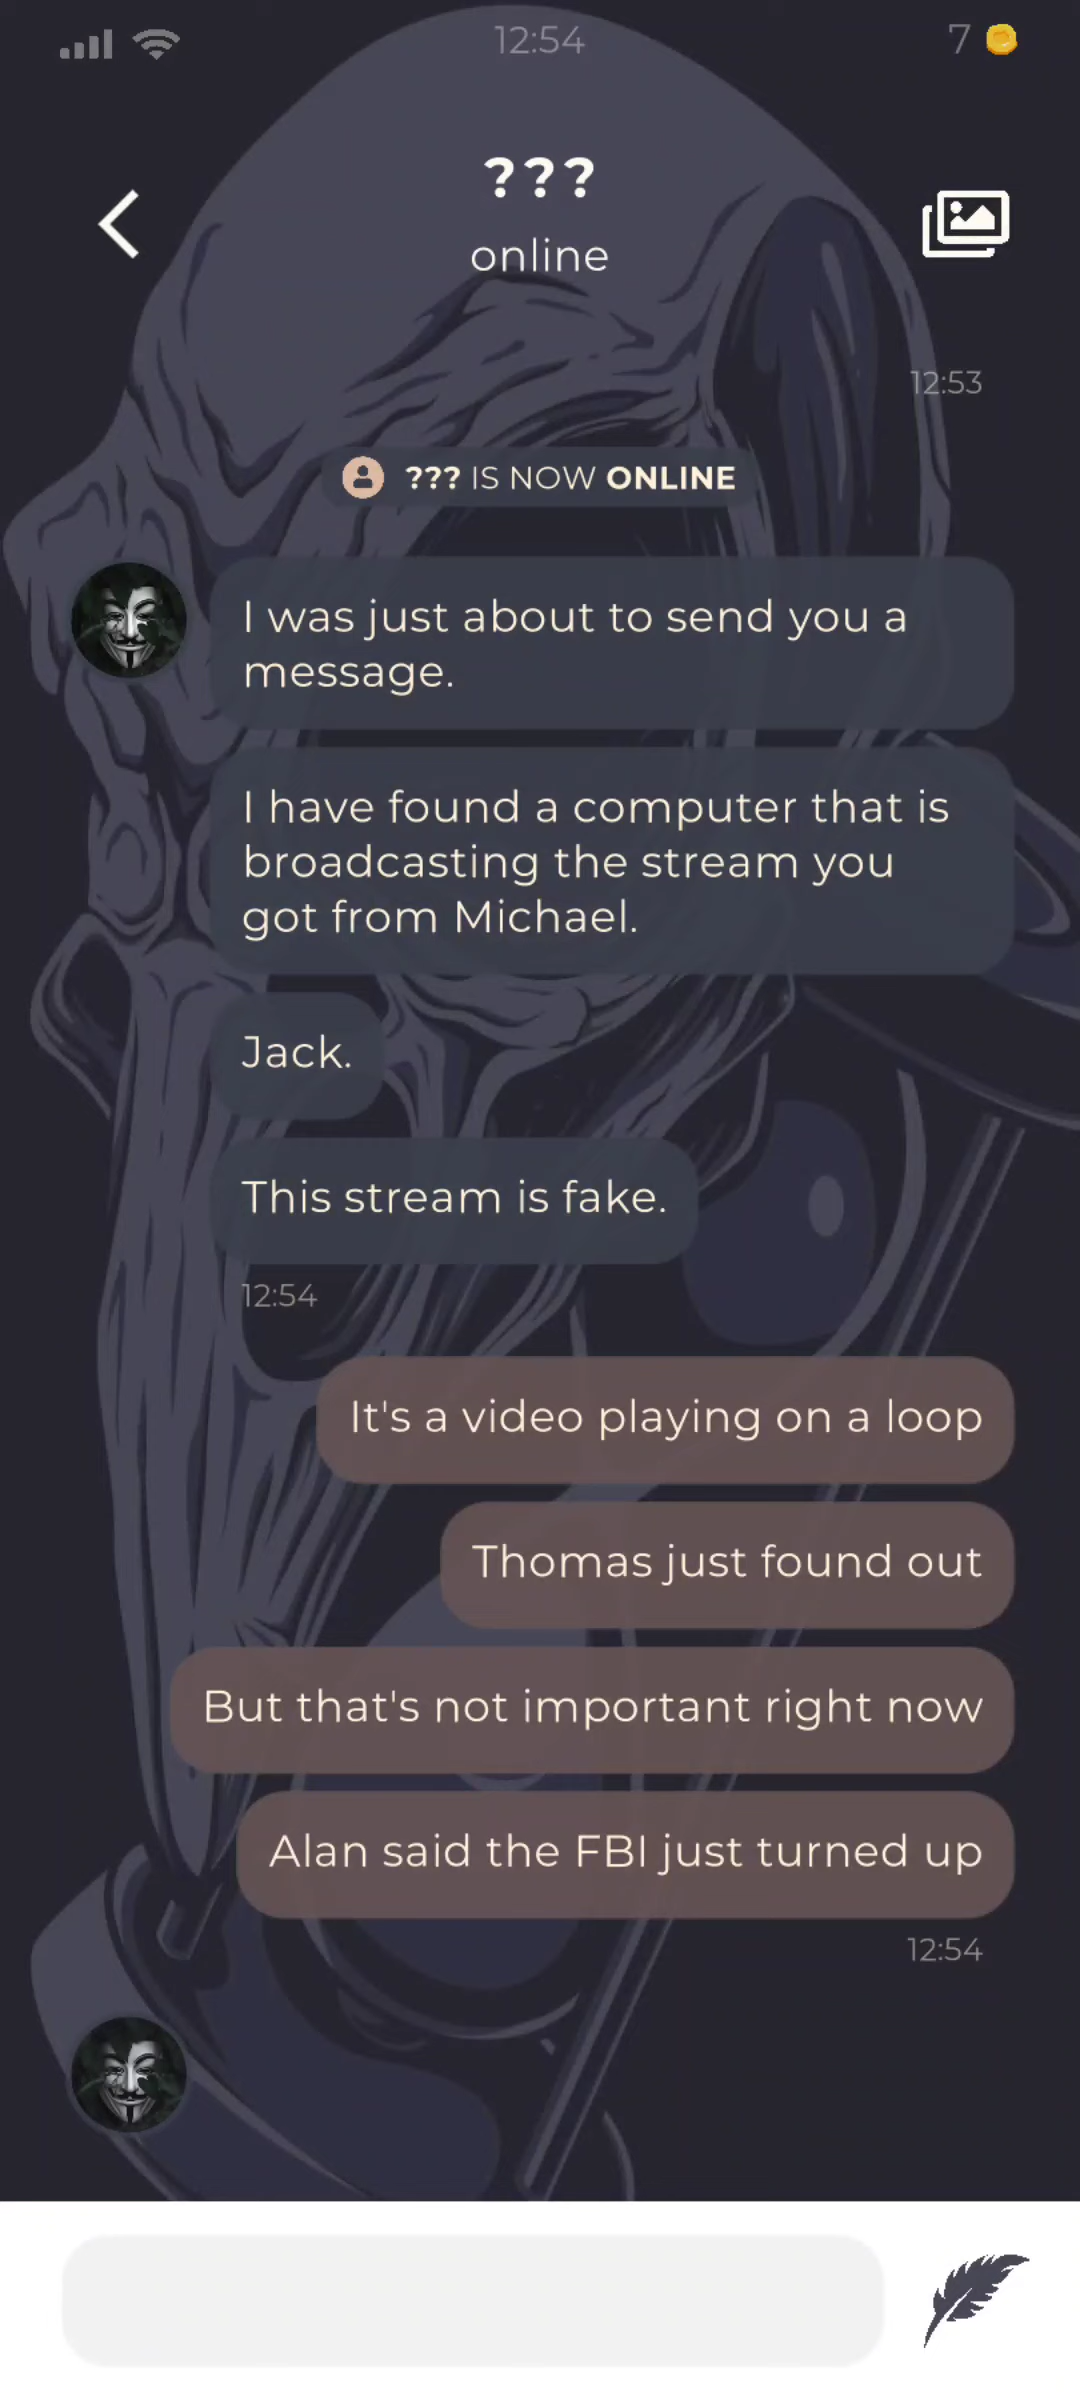 12:54
7
???
online
12:53
??? IS NOW ONLINE
I was just about to send you a
message.
I have found a computer that is
broadcasting the stream you
got from Michael.
Jack.
This stream is fake.
12:54
It's a video playing on a loop
Thomas just found out
But that's not important right now
Alan said the FBI just turned up
12:54